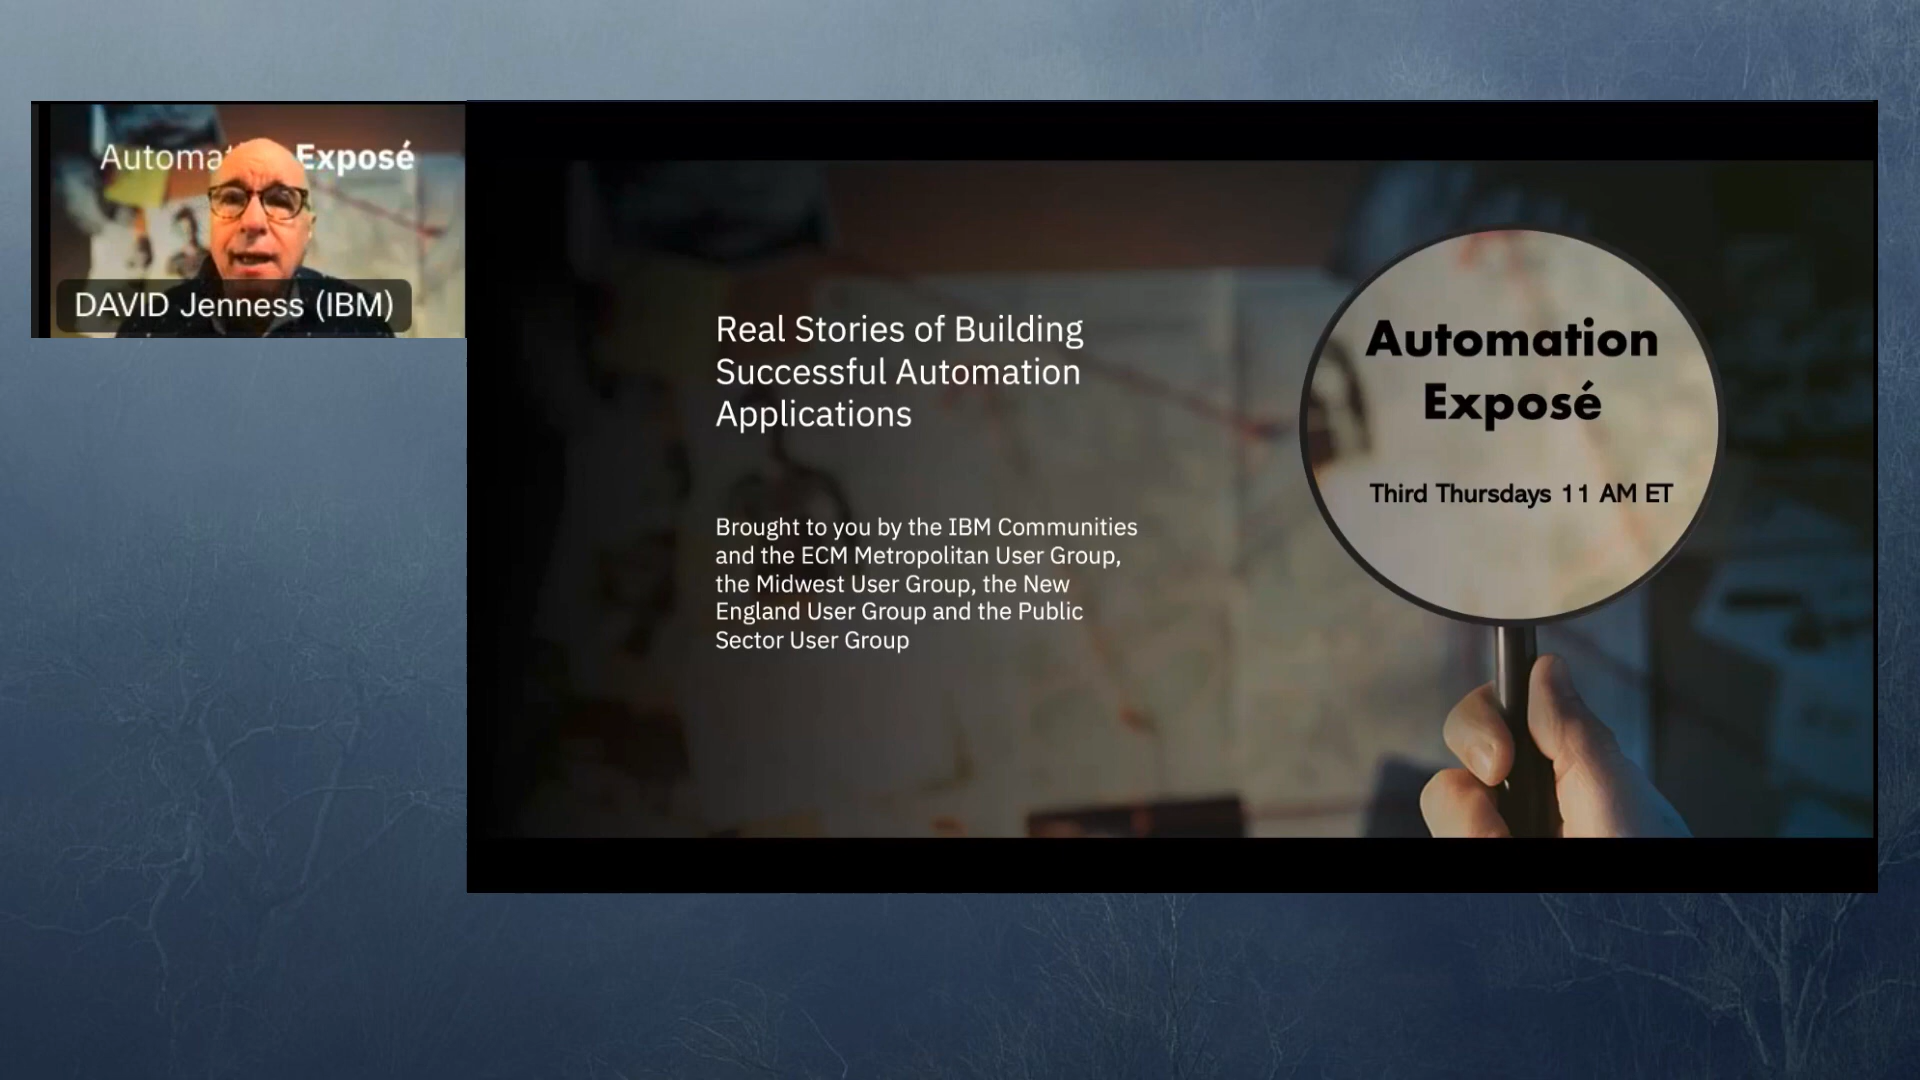 Automa Exposé
DAVID Jenness (IBM)
Real Stories of Building
Successful Automation
Applications
Brought to you by the IBM Communities
and the ECM Metropolitan User Group,
the Midwest User Group, the New
England User Group and the Public
Sector User Group
Automation
Exposé
Third Thursdays 11 AM ET